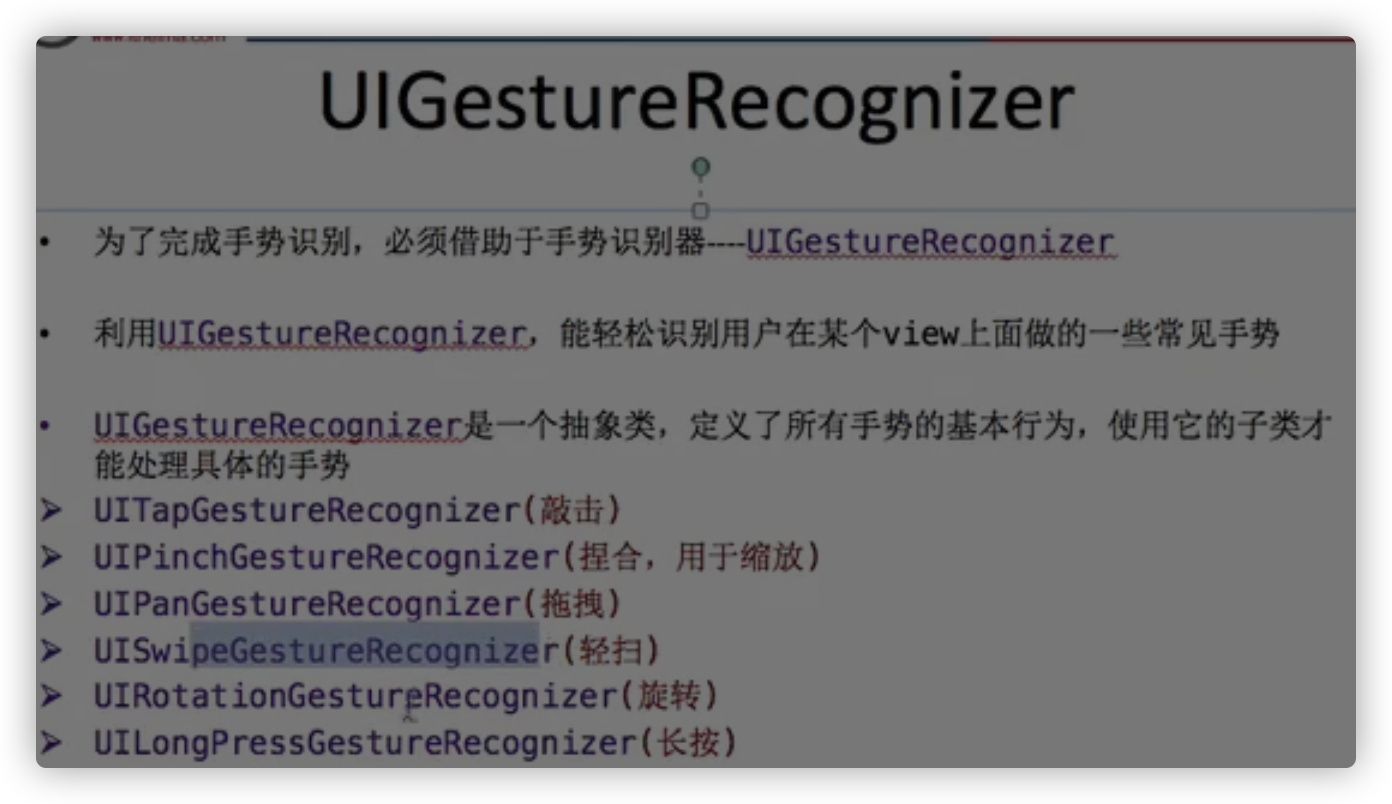 UIGestureRecognizer
• 为了完成手势识别，必须借助于手势识别器----UIGestureRecognizer
• 利用UIGestureRecognizer，能轻松识别用户在某个view上面做的一些常见手势
• UIGestureRecognizer是一个抽象类，定义了所有手势的基本行为，使用它的子类才
能处理具体的手势
➢ UITapGestureRecognizer(敲击)
➢ UIPinchGestureRecognizer(捏合，用于缩放)
➢ UIPanGestureRecognizer(拖拽)
➢ UISwipeGestureRecognizer(轻扫)
➢ UIRotationGestureRecognizer(旋转)
➢ UILongPressGestureRecognizer(长按)